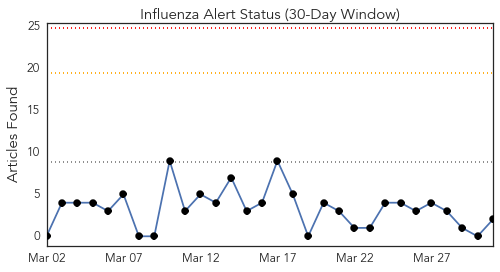 Influenza Alert Status (30-Day Window)
25
20
15
10
5
0
Articles Found
Mar 02 Mar 07 Mar 12 Mar 17 Mar 22 Mar 27